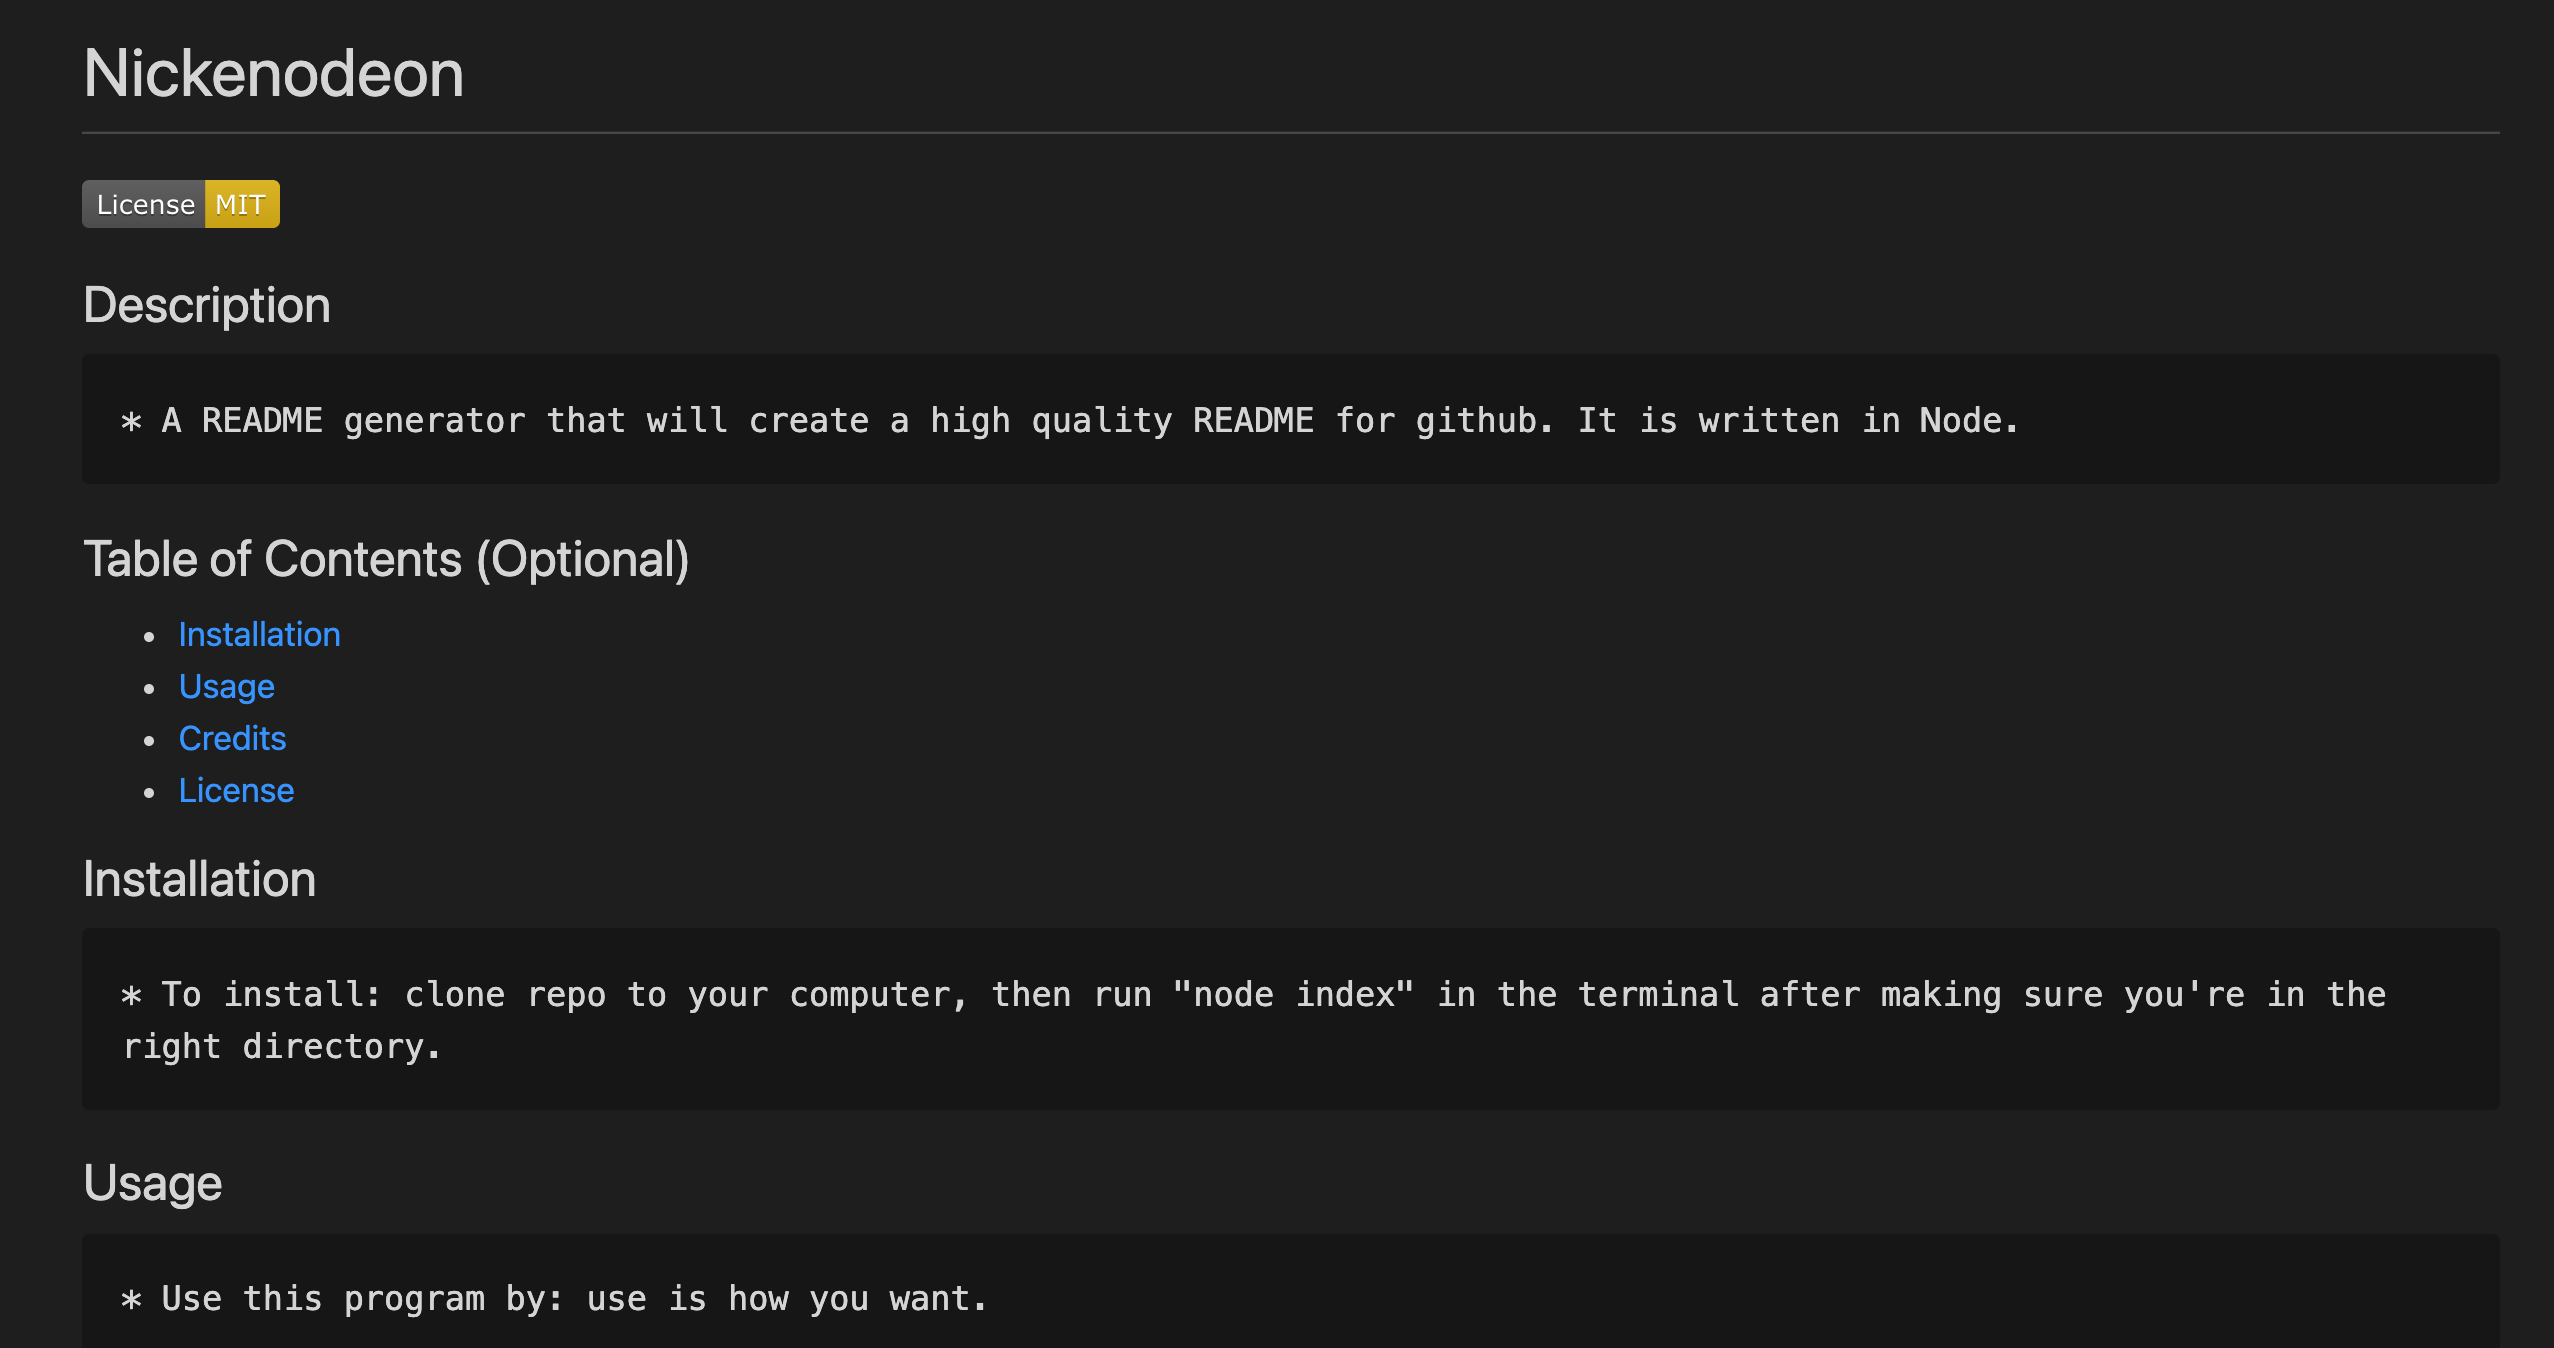 Nickenodeon
License MIT
Description
* A README generator that will create a high quality README for github. It is written in Node.
Table of Contents (Optional)
• Installation
• Usage
• Credits
• License
Installation
* To install: clone repo to your computer, then run "node index" in the terminal after making sure you're in the
right directory.
Usage
* Use this program by: use is how you want.